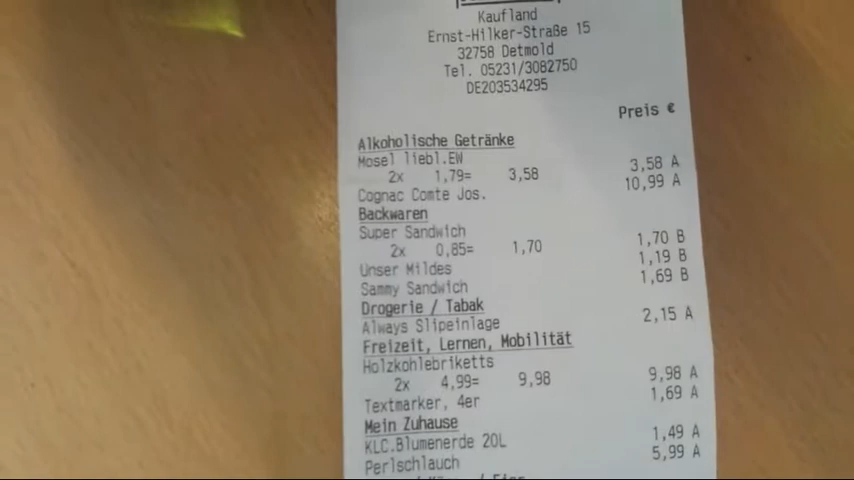 Kaufland
Ernst-Hilker-Straße 15
32758 Detmold
Tel. 05231/3082750
DE203534295
Preis €
Alkoholische Getränke
Mosel liebl.EW 3,58 A
2x 1,79= 3,58
Cognac Comte Jos. 10,99 A
Backwaren
Super Sandwich 1,70 B
2x 0,85= 1,70
Unser Mildes 1,19 B
Sammy Sandwich 1,69 B
Drogerie / Tabak
Always Slipeinlage 2,15 A
Freizeit, Lernen, Mobilität
Holzkohlebriketts 9,98 A
2x 4,99= 9,98
Textmarker, 4er 1,69 A
Mein Zuhause
KLC.Blumenerde 20L 1,49 A
Perlschlauch 5,99 A